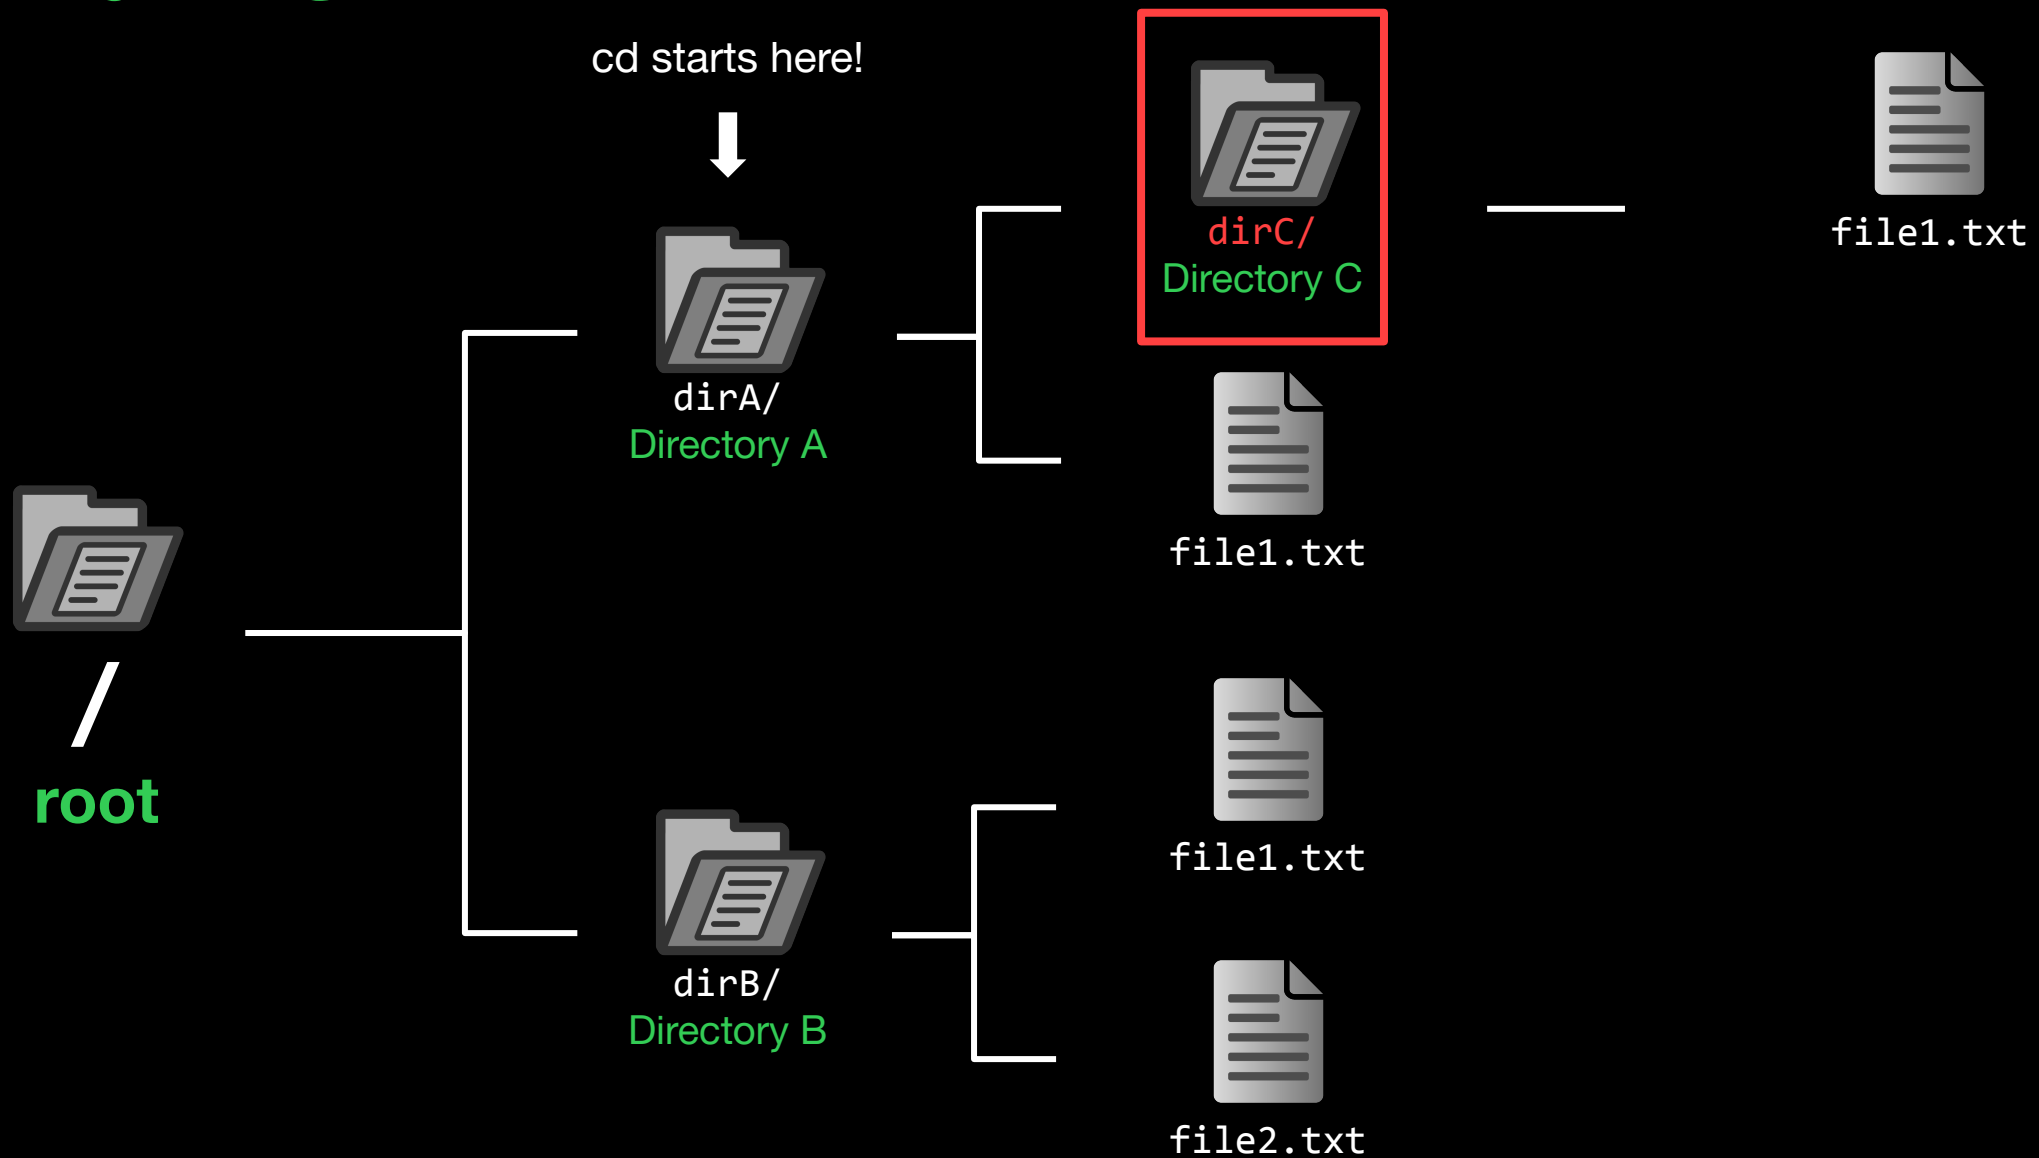 cd starts here!
dirC/
Directory C
file1.txt
dirA/
Directory A
file1.txt
/
root
file1.txt
dirB/
Directory B
file2.txt